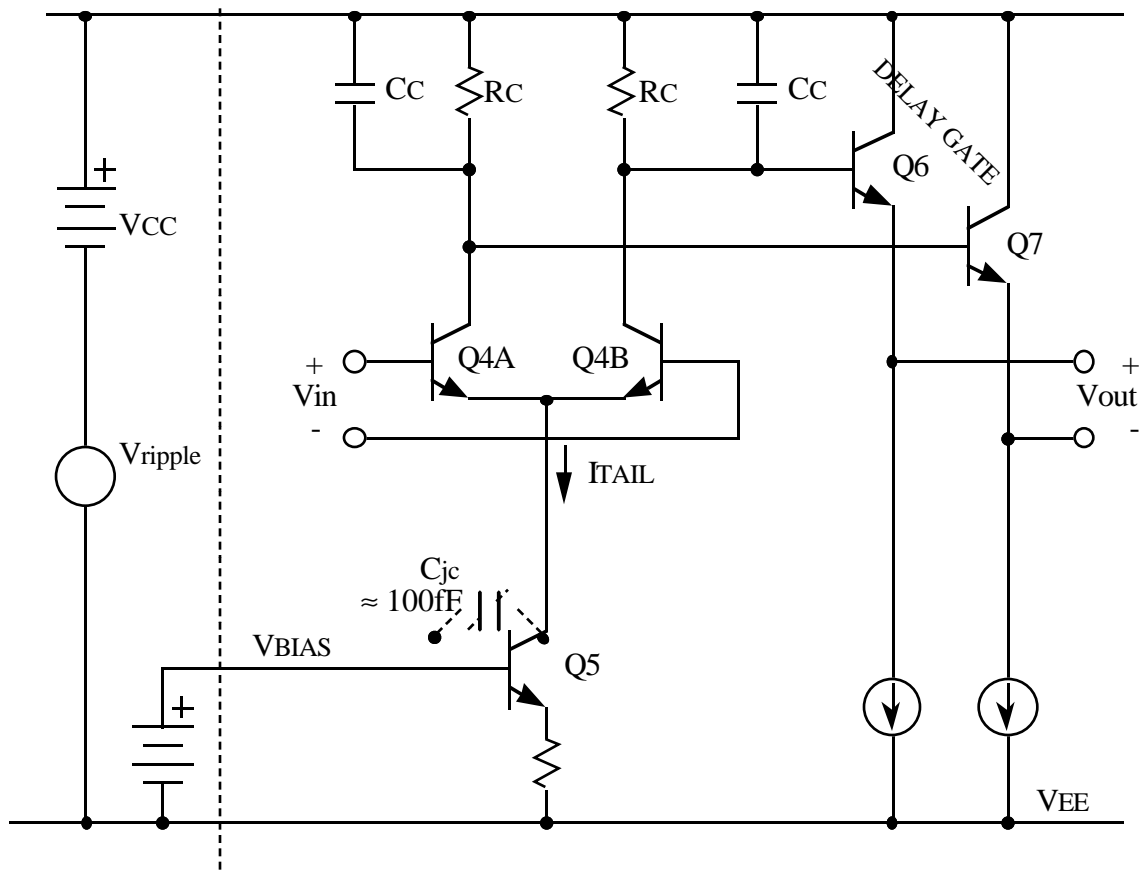 CC
RC
RC
CC
DELAY GATE
Q6
+
VCC
Q7
Q4A
Q4B
+
Vin
-
+
Vout
-
Vripple
ITAIL
Cjc
≈ 100fF
VBIAS
Q5
+
VEE